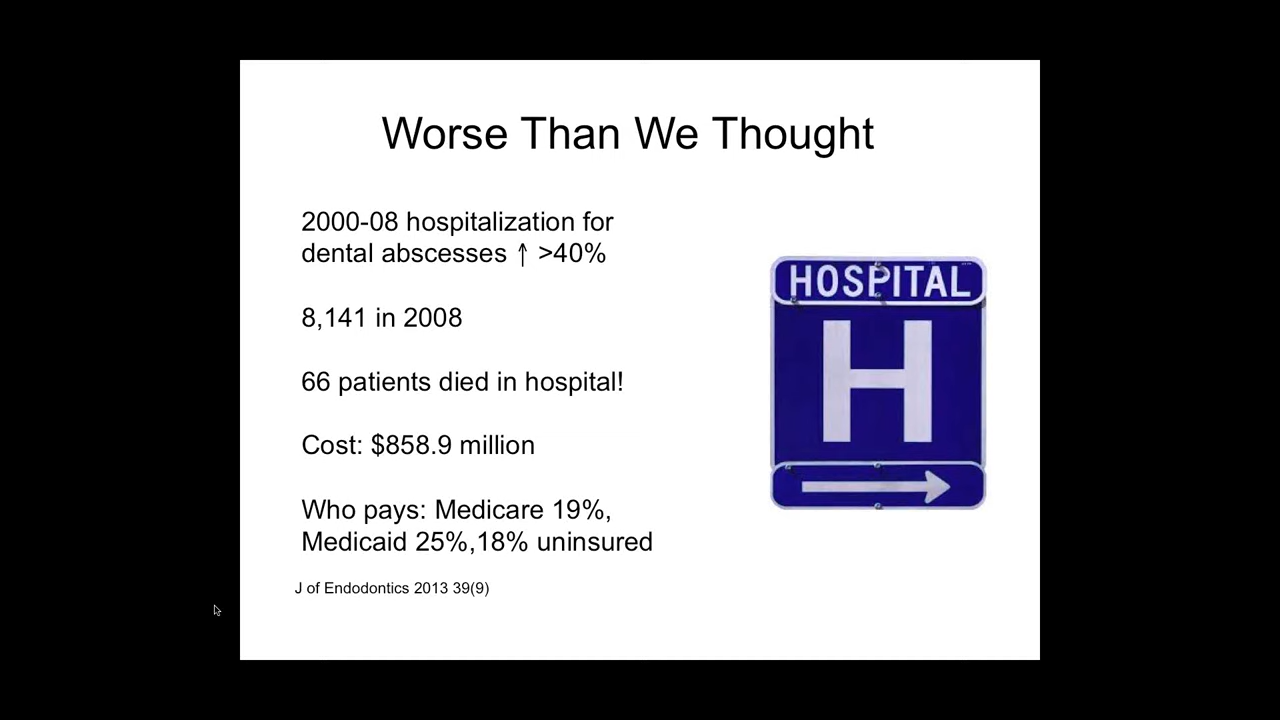 Worse Than We Thought
2000-08 hospitalization for
dental abscesses ↑ >40%
8,141 in 2008
66 patients died in hospital!
Cost: $858.9 million
Who pays: Medicare 19%,
Medicaid 25%,18% uninsured
J of Endodontics 2013 39(9)
HOSPITAL
H